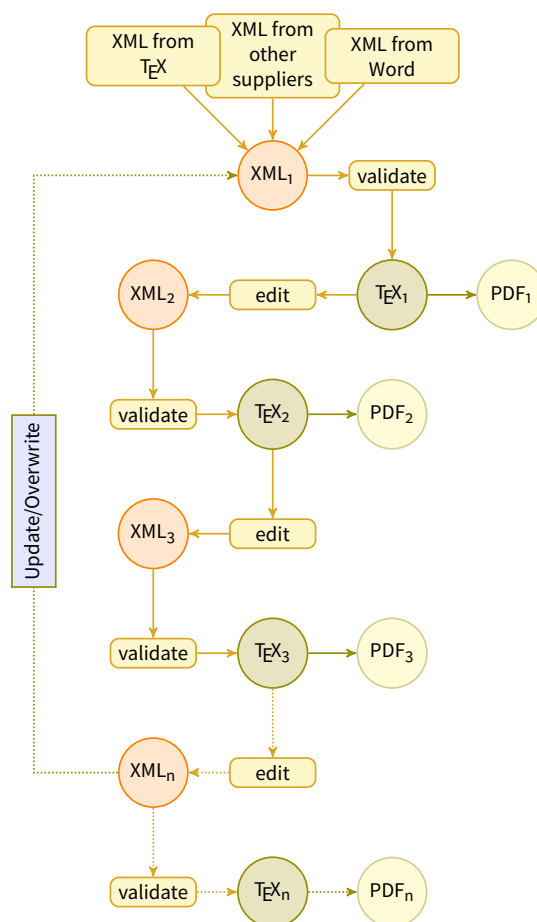 XML from
TEX
XML from
other
suppliers
XML from
Word
XML₁
validate
XML₂
edit
TEX₁
PDF₁
validate
TEX₂
PDF₂
Update/Overwrite
XML₃
edit
validate
TEX₃
PDF₃
XMLₙ
edit
validate
TEXₙ
PDFₙ